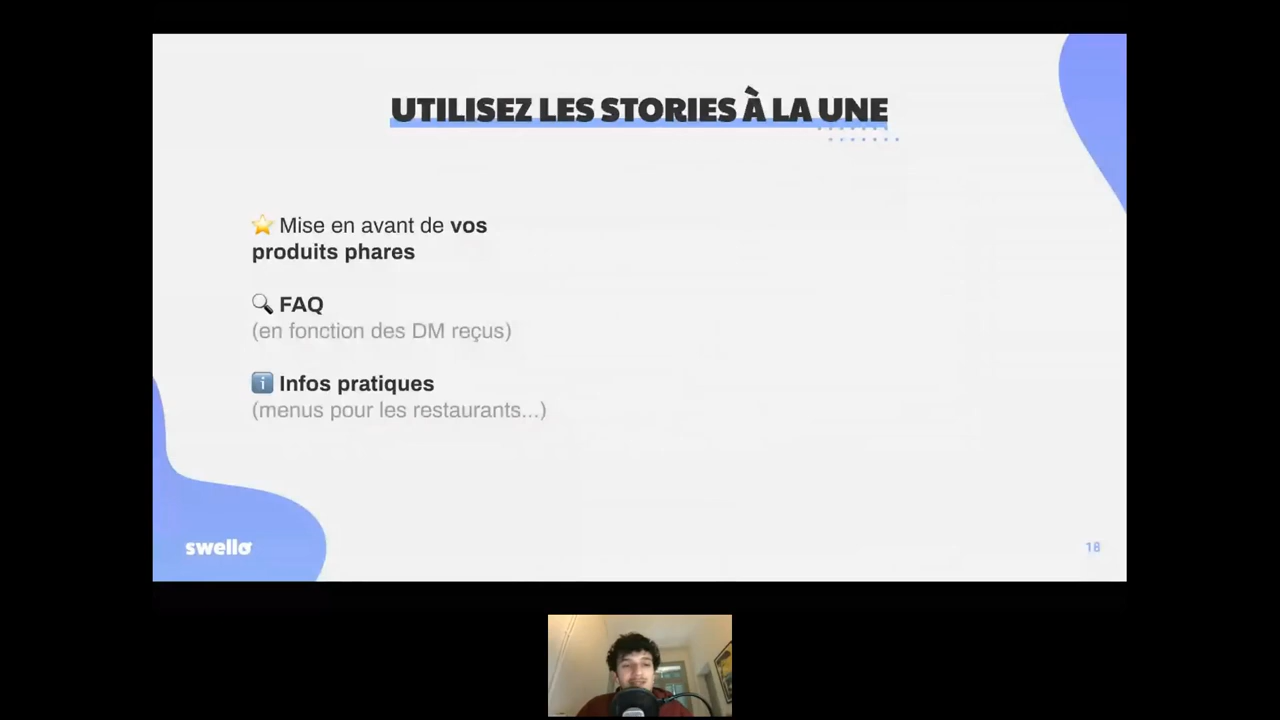 UTILISEZ LES STORIES À LA UNE
⭐ Mise en avant de vos
produits phares
🔍 FAQ
(en fonction des DM reçus)
ℹ️ Infos pratiques
(menus pour les restaurants...)
swello
18